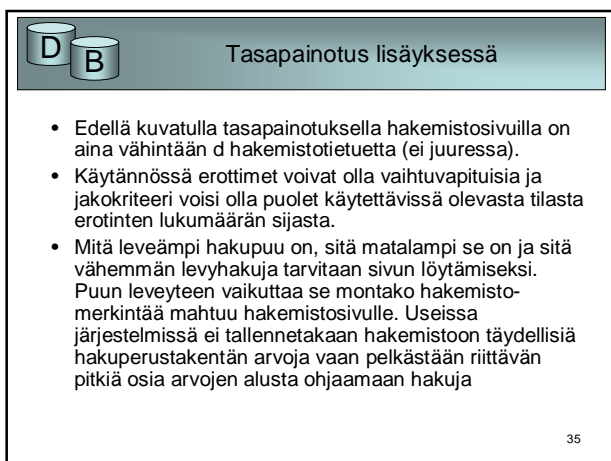 D
B
Tasapainotus lisäyksessä
• Edellä kuvatulla tasapainotuksella hakemistosivuilla on
aina vähintään d hakemistotietuetta (ei juuressa).
• Käytännössä erottimet voivat olla vaihtuvapituisia ja
jakokriteeri voisi olla puolet käytettävissä olevasta tilasta
erotinten lukumäärän sijasta.
• Mitä leveämpi hakupuu on, sitä matalampi se on ja sitä
vähemmän levyhakuja tarvitaan sivun löytämiseksi.
Puun leveyteen vaikuttaa se montako hakemisto-
merkintää mahtuu hakemistosivulle. Useissa
järjestelmissä ei tallennetakaan hakemistoon täydellisiä
hakuperustakentän arvoja vaan pelkästään riittävän
pitkiä osia arvojen alusta ohjaamaan hakuja
35